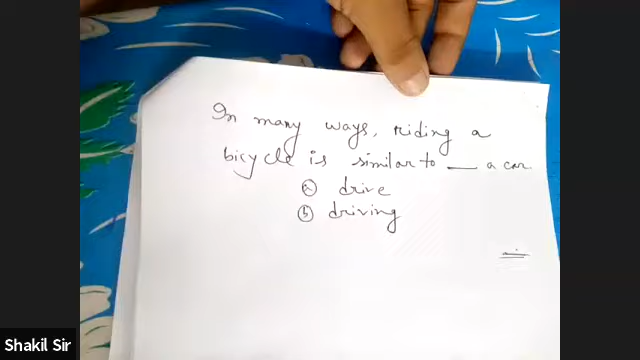 In many ways, riding a
bicycle is similar to ___ a car
(a) drive
(b) driving
Shakil Sir